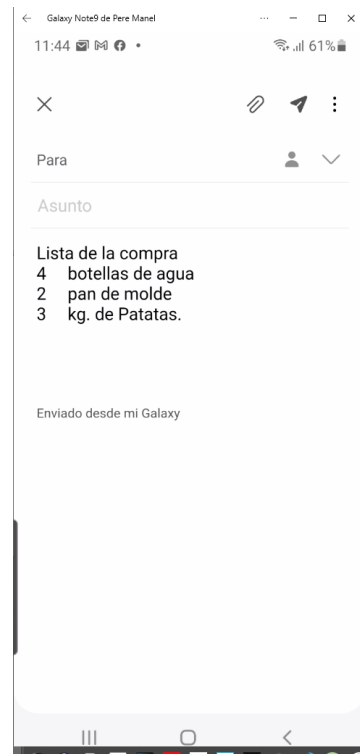 Galaxy Note9 de Pere Manel
11:44 61%
Para
Asunto
Lista de la compra
4 botellas de agua
2 pan de molde
3 kg. de Patatas.
Enviado desde mi Galaxy